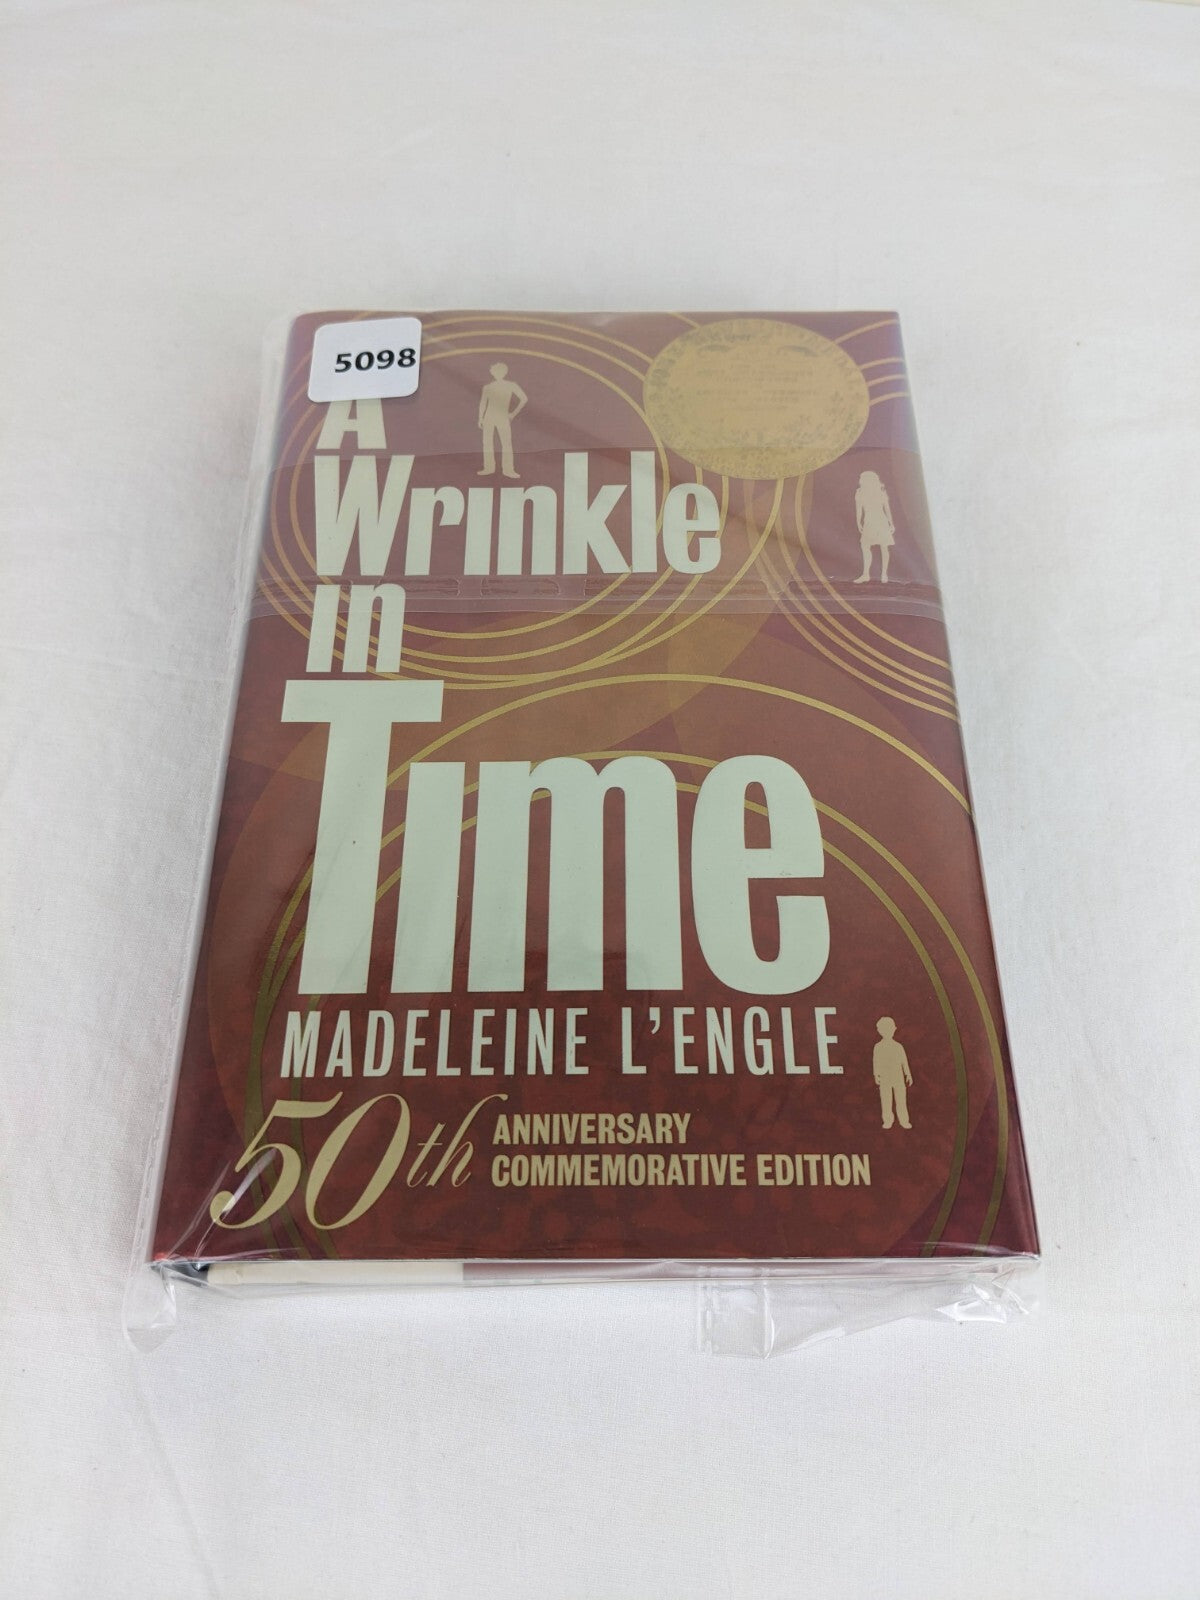 5098
A
Wrinkle
in
Time
MADELEINE L'ENGLE
50th ANNIVERSARY
COMMEMORATIVE EDITION